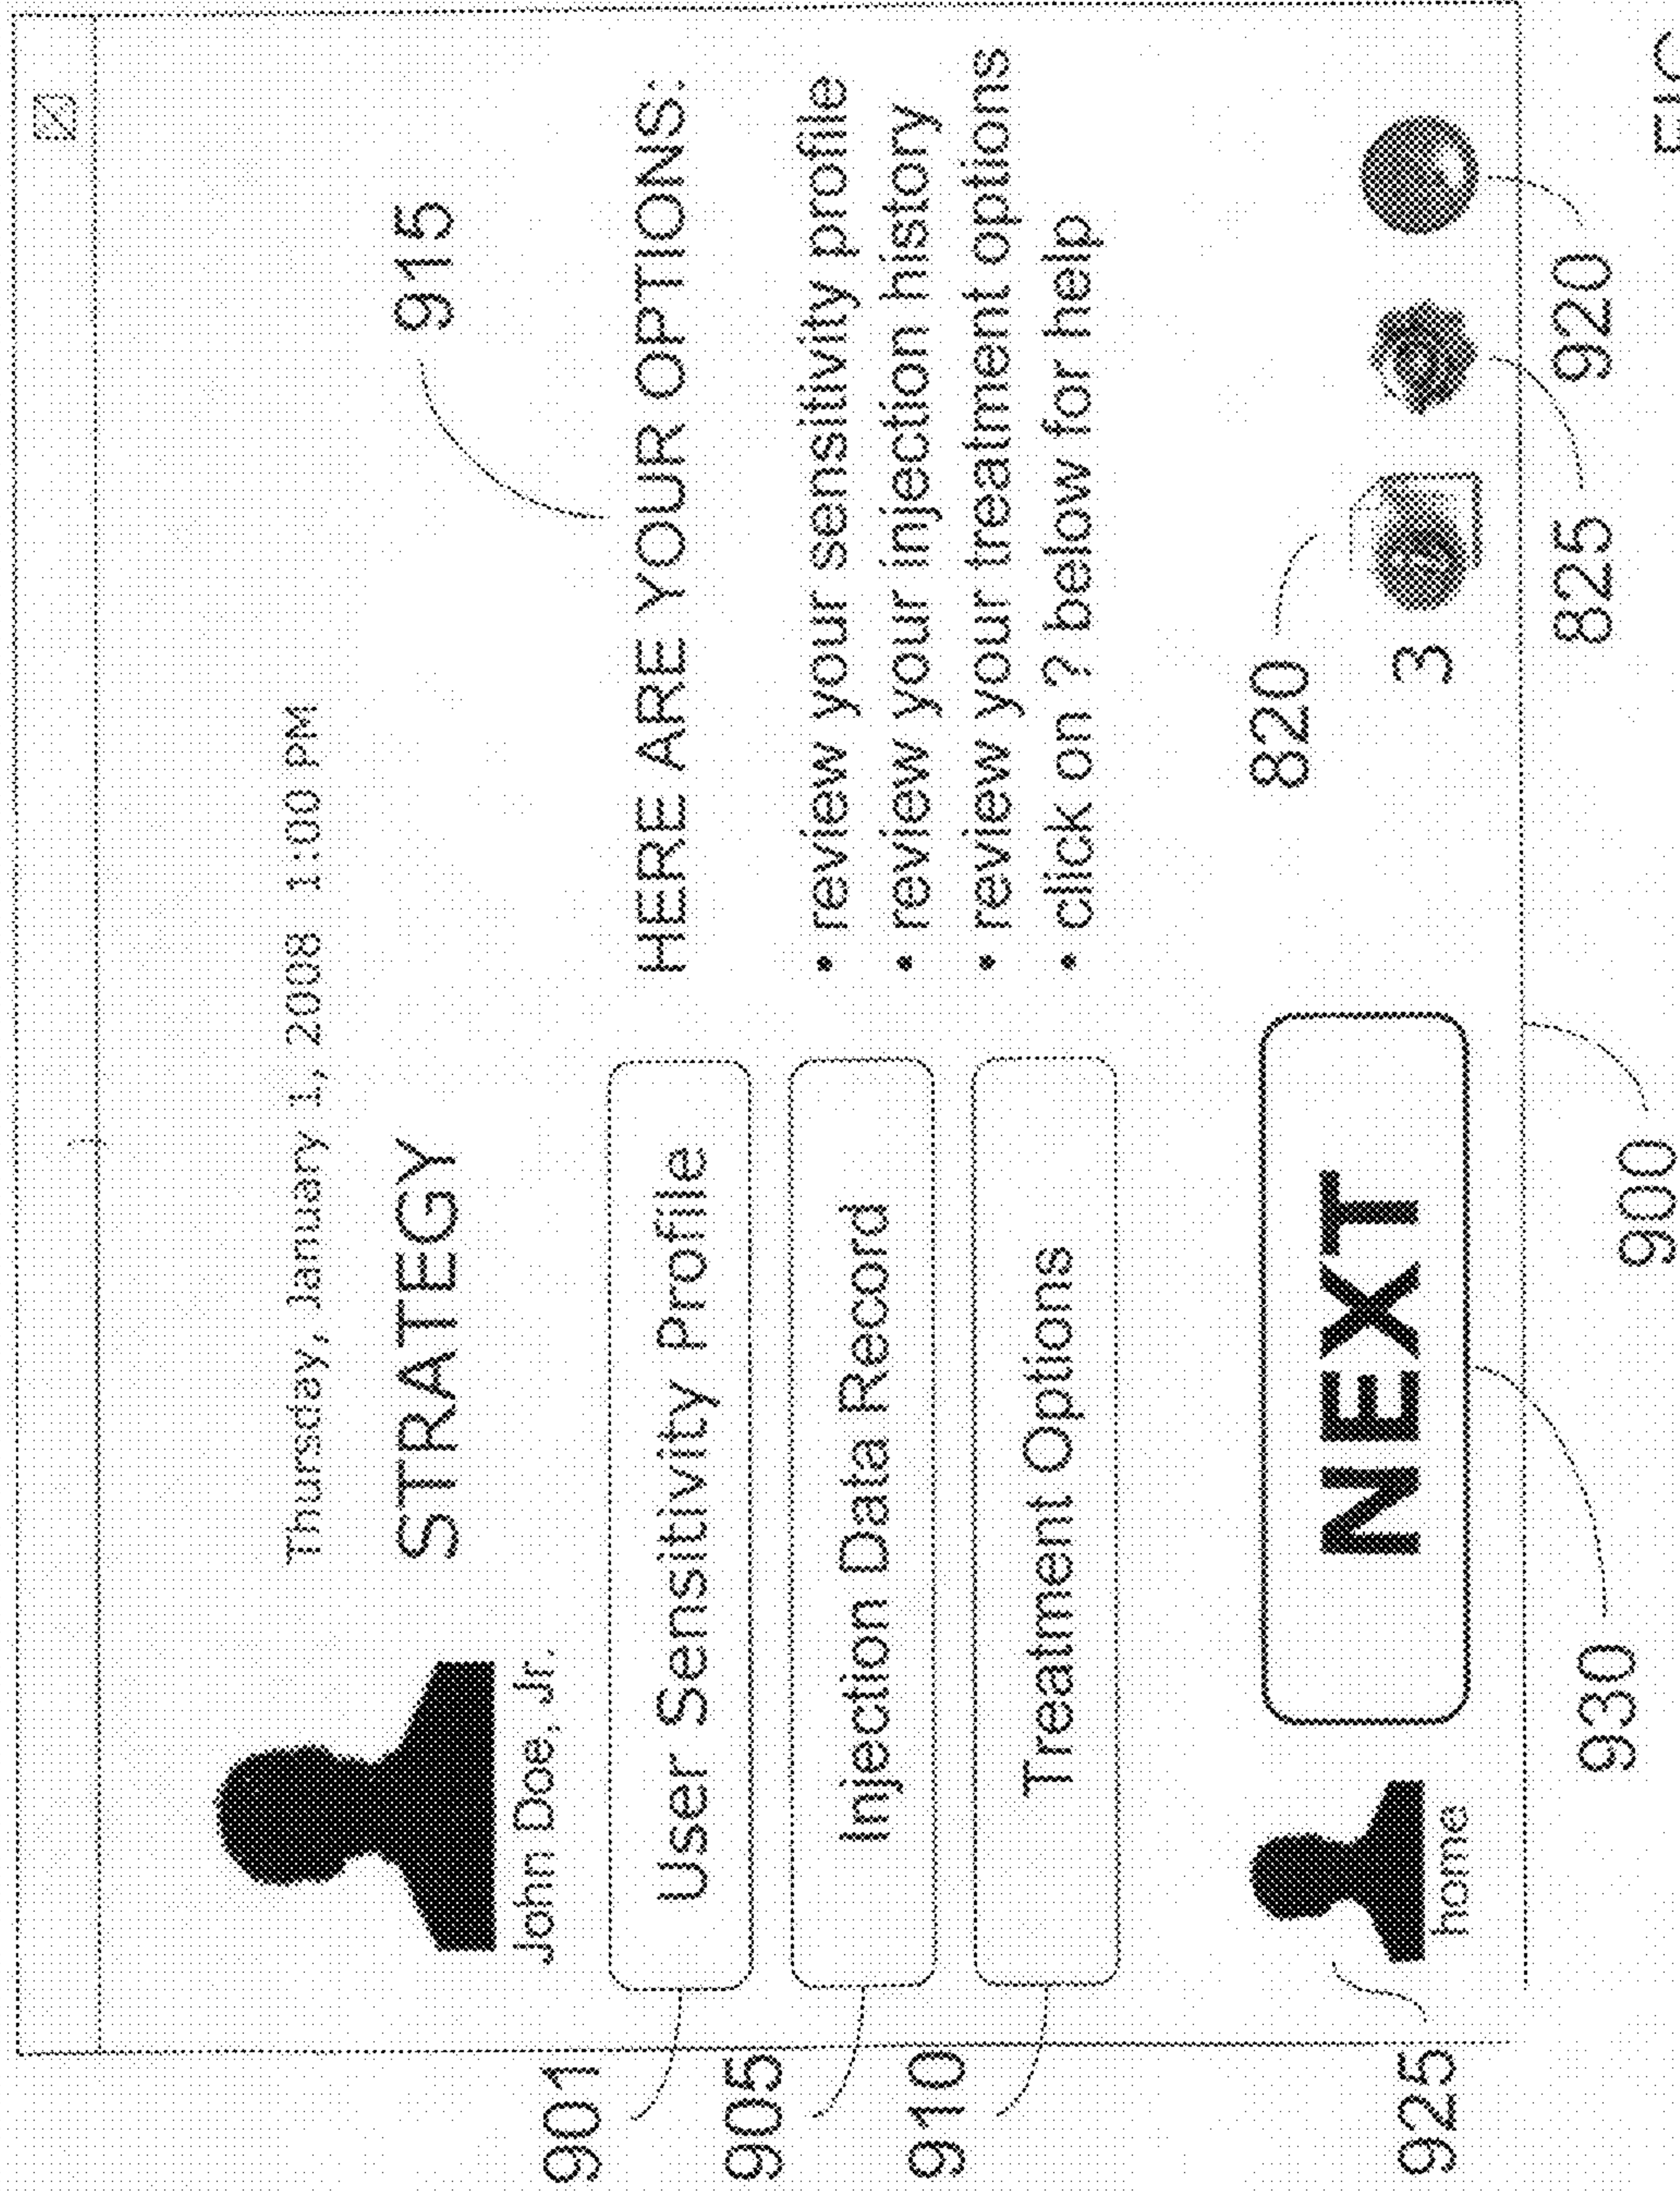 Thursday, January 1, 2008 1:00 PM
STRATEGY
915
John Doe, Jr.
HERE ARE YOUR OPTIONS:
901
User Sensitivity Profile
• review your sensitivity profile
905
Injection Data Record
• review your injection history
910
Treatment Options
• review your treatment options
• click on ? below for help
820
925
home
NEXT
3
930
900
825
920